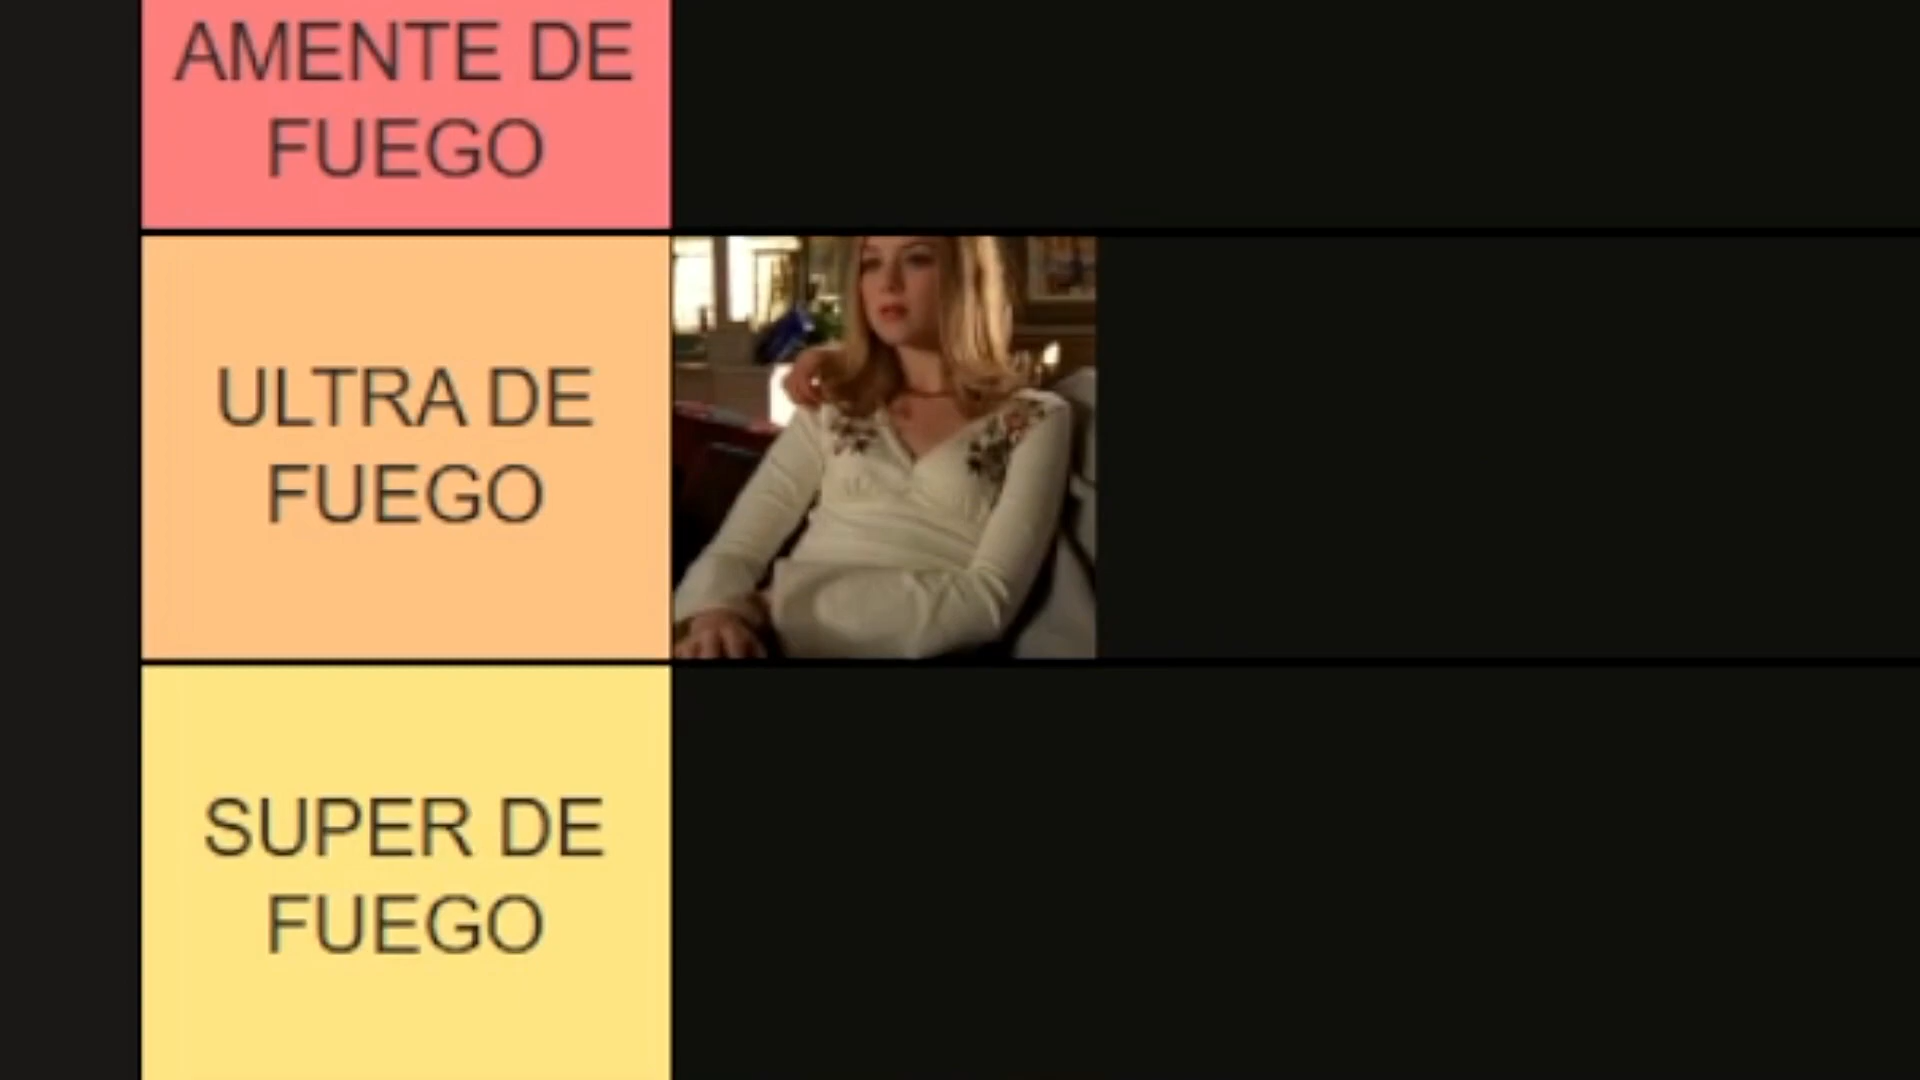 AMENTE DE
FUEGO
ULTRA DE
FUEGO
SUPER DE
FUEGO